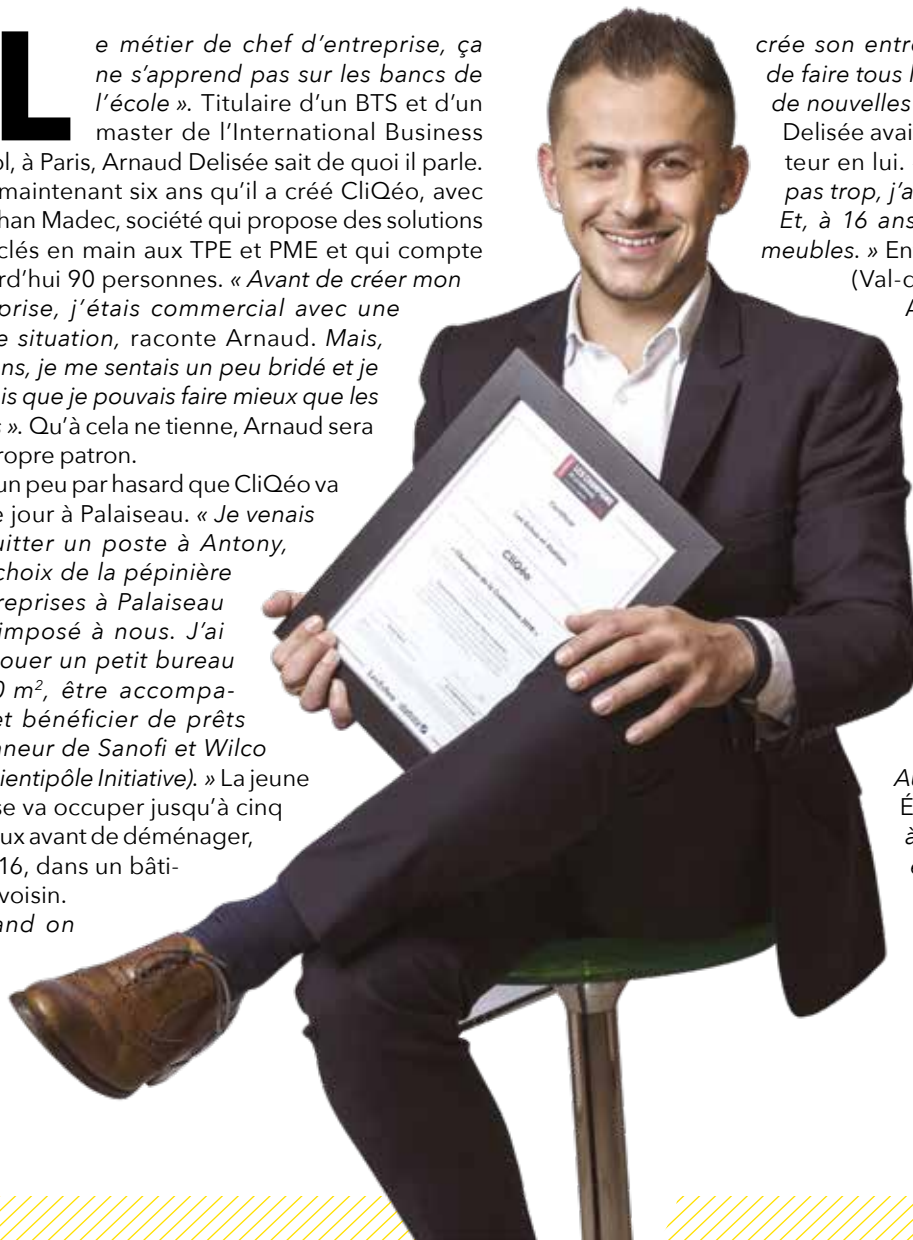 L
e métier de chef d'entreprise, ça
ne s'apprend pas sur les bancs de
l'école ». Titulaire d'un BTS et d'un
master de l'International Business
ol, à Paris, Arnaud Delisée sait de quoi il parle.
maintenant six ans qu'il a créé CliQéo, avec
han Madec, société qui propose des solutions
clés en main aux TPE et PME et qui compte
rd'hui 90 personnes. « Avant de créer mon
prise, j'étais commercial avec une
e situation, raconte Arnaud. Mais,
ns, je me sentais un peu bridé et je
is que je pouvais faire mieux que les
s ». Qu'à cela ne tienne, Arnaud sera
ropre patron.
un peu par hasard que CliQéo va
e jour à Palaiseau. « Je venais
uitter un poste à Antony,
choix de la pépinière
reprises à Palaiseau
imposé à nous. J'ai
ouer un petit bureau
0 m², être accompa-
et bénéficier de prêts
neur de Sanofi et Wilco
ientipôle Initiative). » La jeune
se va occuper jusqu'à cinq
ux avant de déménager,
16, dans un bâti-
voisin.
and on
crée son entre
de faire tous l
de nouvelles
Delisée avai
teur en lui.
pas trop, j'a
Et, à 16 ans
meubles. » En
(Val-d
A
Au
É
à
CliQéo